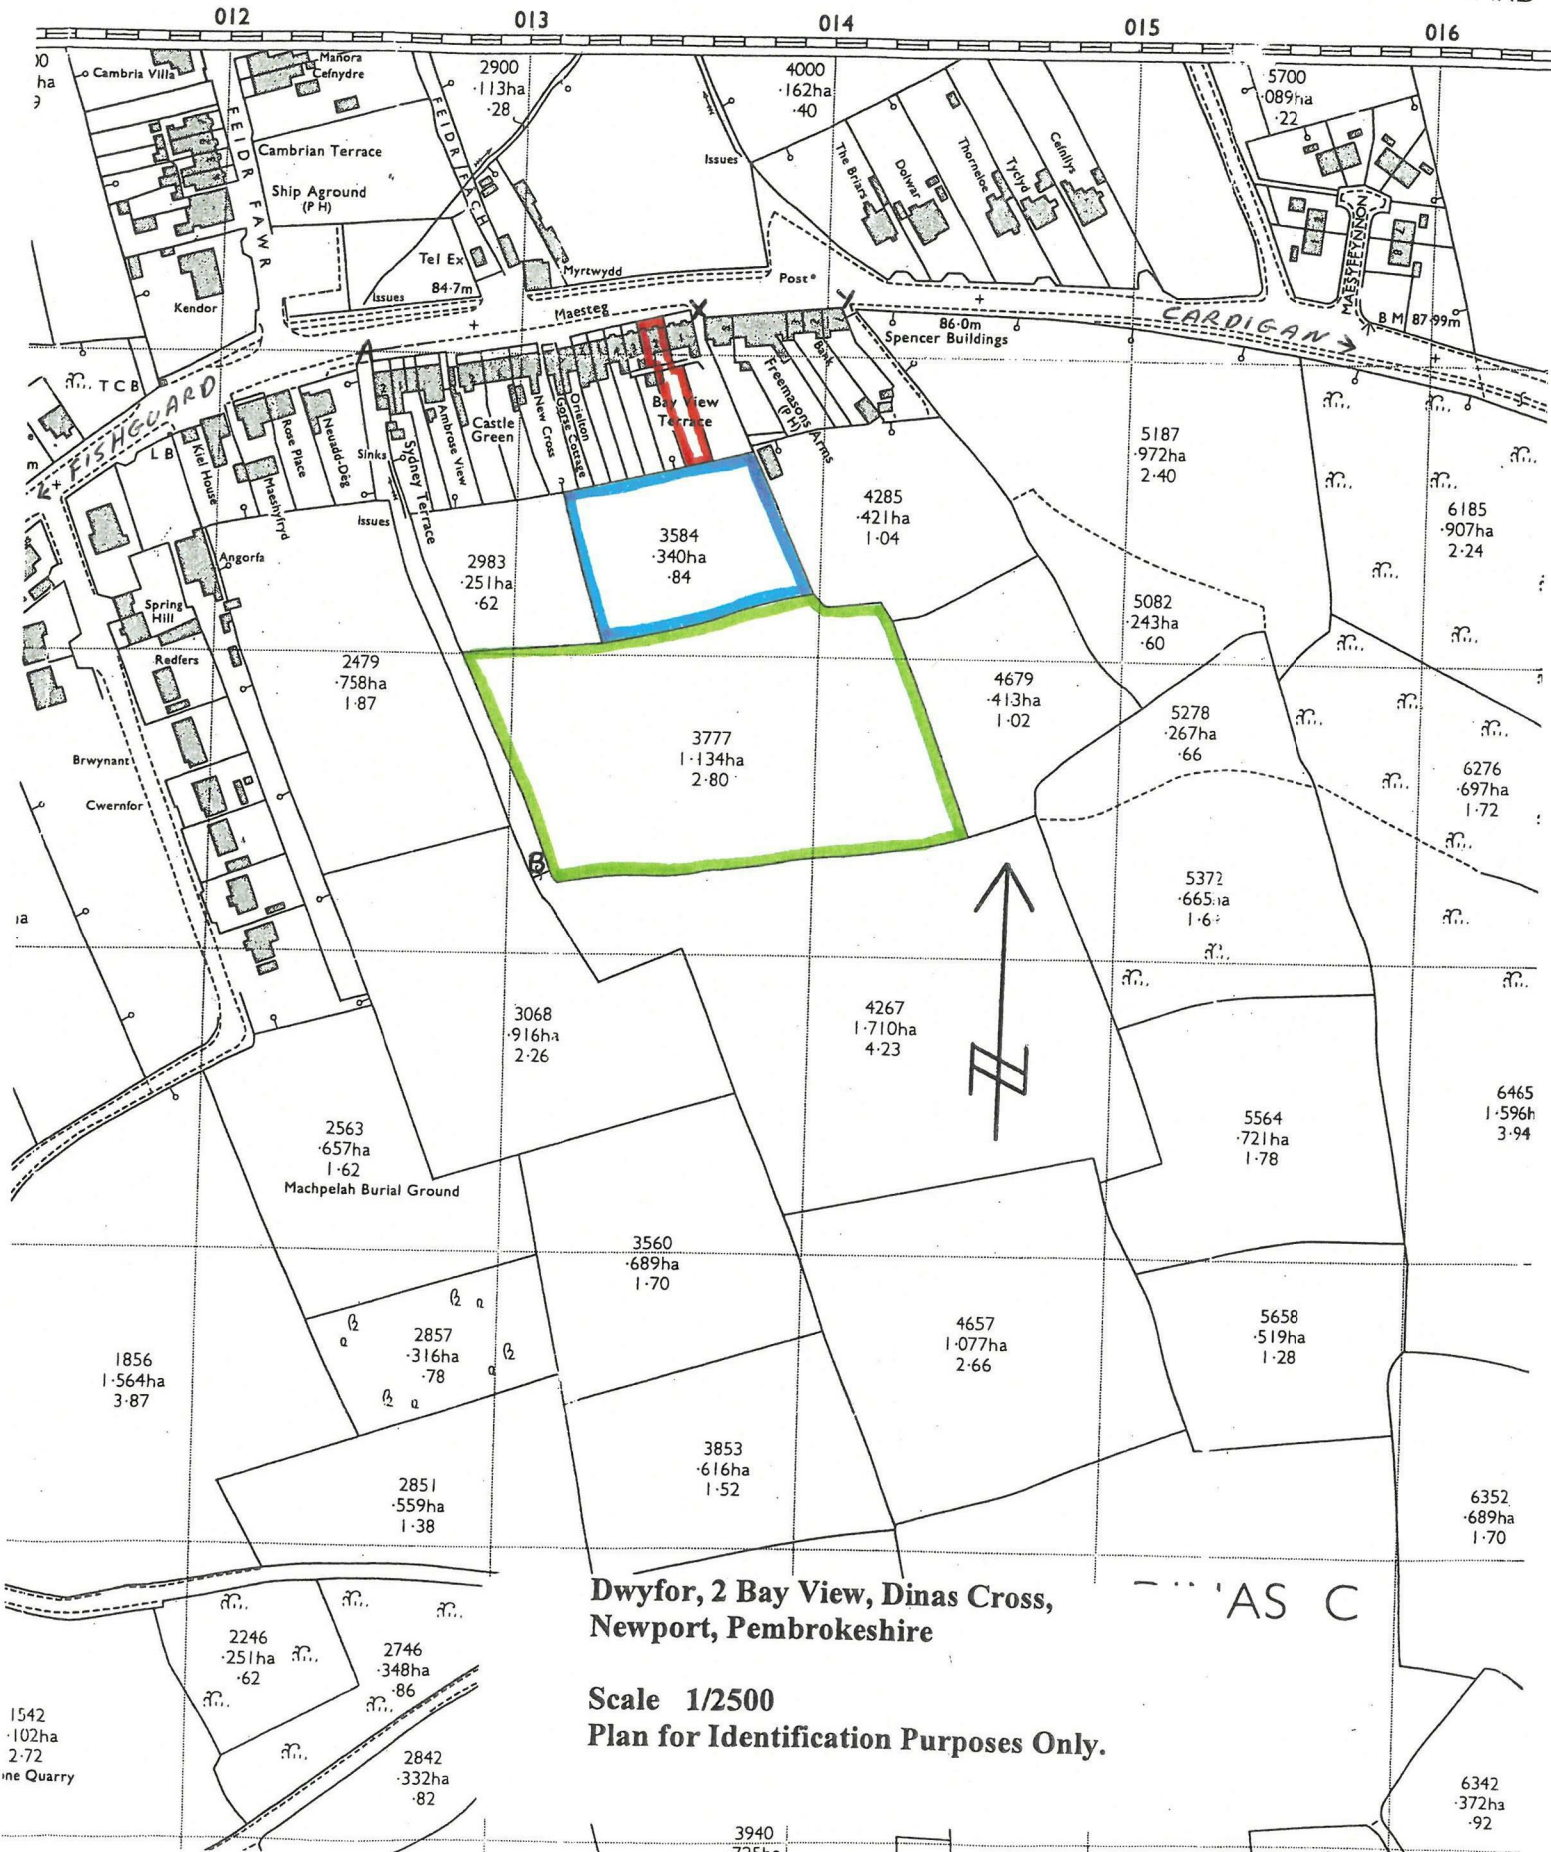 012
013
014
015
016
Cambria Villa
Manora
Cefnydre
2900
·113ha
·28
4000
·162ha
·40
5700
·089ha
·22
FEIDR FAWR
FEIDR FACH
Cambrian Terrace
Ship Aground
(P H)
Issues
The Briars
Dolwar
Thorneloe
Tyclyd
Cefnllys
MAESYFFYNNON
Kendor
Tel Ex
84·7m
Issues
Myrtwydd
Maesteg
Post
X
Y
86·0m
Spencer Buildings
CARDIGAN →
B M 87·99m
T C B
A
FISHGUARD
L B
Kiel House
Rose Place
Maeshyfryd
Neuadd-Dêg
Sinks
Issues
Sydney Terrace
Ambrose View
Castle
Green
New Cross
Gorse Cottage
Orielton
Bay View
Terrace
Freemasons Arms
(P H)
Bank
5187
·972ha
2·40
6185
·907ha
2·24
4285
·421ha
1·04
3584
·340ha
·84
2983
·251ha
·62
Angorfa
Spring
Hill
Redfers
5082
·243ha
·60
2479
·758ha
1·87
4679
·413ha
1·02
5278
·267ha
·66
3777
1·134ha
2·80
Brwynant
Cwernfor
6276
·697ha
1·72
B
5372
·665ha
3068
·916ha
2·26
4267
1·710ha
4·23
N
2563
·657ha
1·62
Machpelah Burial Ground
5564
·721ha
1·78
6465
1·596h
3·94
3560
·689ha
1·70
2857
·316ha
·78
1856
1·564ha
3·87
4657
1·077ha
2·66
5658
·519ha
1·28
3853
·616ha
1·52
2851
·559ha
1·38
6352
·689ha
1·70
Dwyfor, 2 Bay View, Dinas Cross,
Newport, Pembrokeshire
AS C
2246
·251ha
·62
2746
·348ha
·86
Scale 1/2500
Plan for Identification Purposes Only.
1542
·102ha
2·72
ne Quarry
2842
·332ha
·82
6342
·372ha
·92
3940